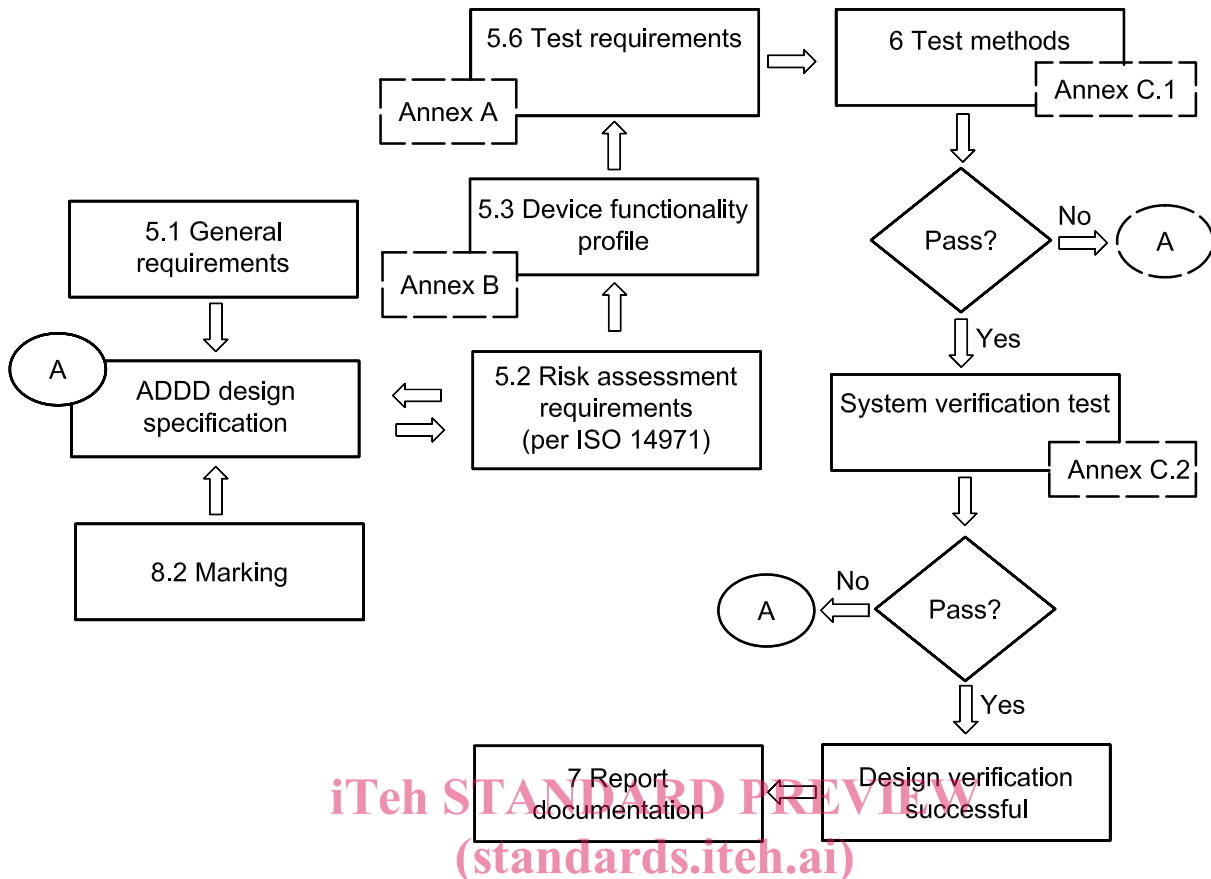 5.6 Test requirements
Annex A
6 Test methods
Annex C.1
5.1 General
requirements
5.3 Device functionality
profile
Annex B
Pass?
No
A
Yes
A
ADDD design
specification
5.2 Risk assessment
requirements
(per ISO 14971)
System verification test
Annex C.2
8.2 Marking
Pass?
No
A
Yes
7 Report
documentation
Design verification
successful
iTeh STANDARD PREVIEW
(standards.iteh.ai)